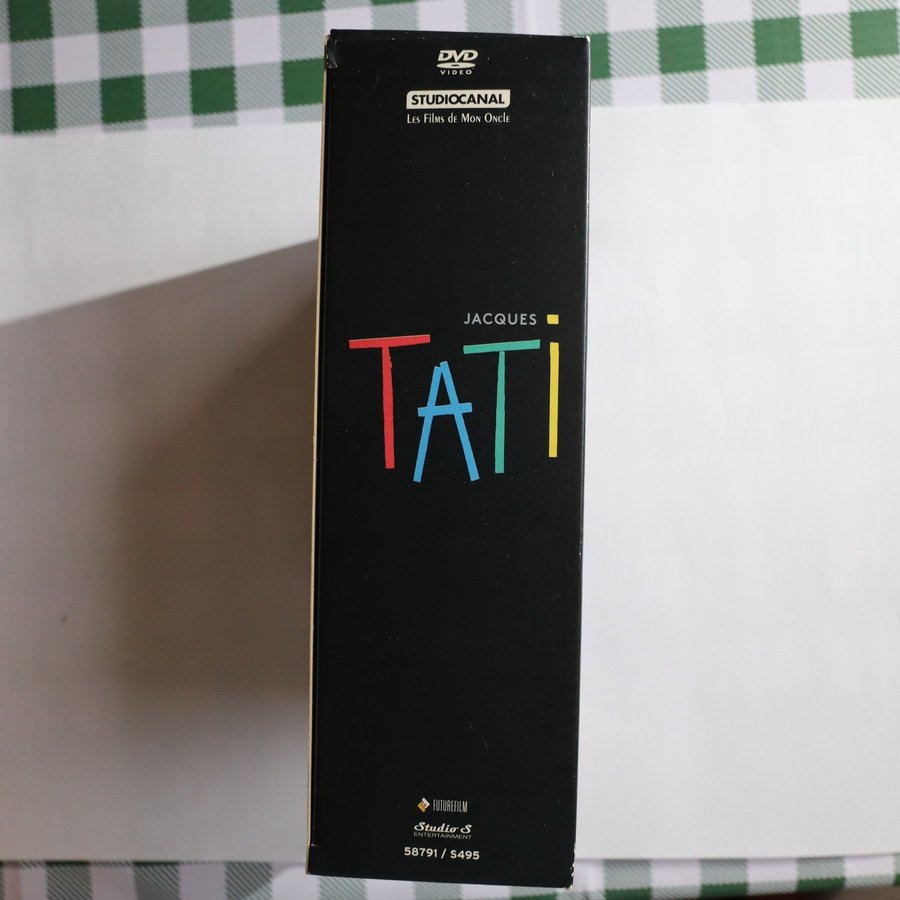 DVD
VIDEO
STUDIOCANAL
Les Films de Mon Oncle
JACQUES
TATI
FUTUREFILM
Studio S
ENTERTAINMENT
58791 / S495